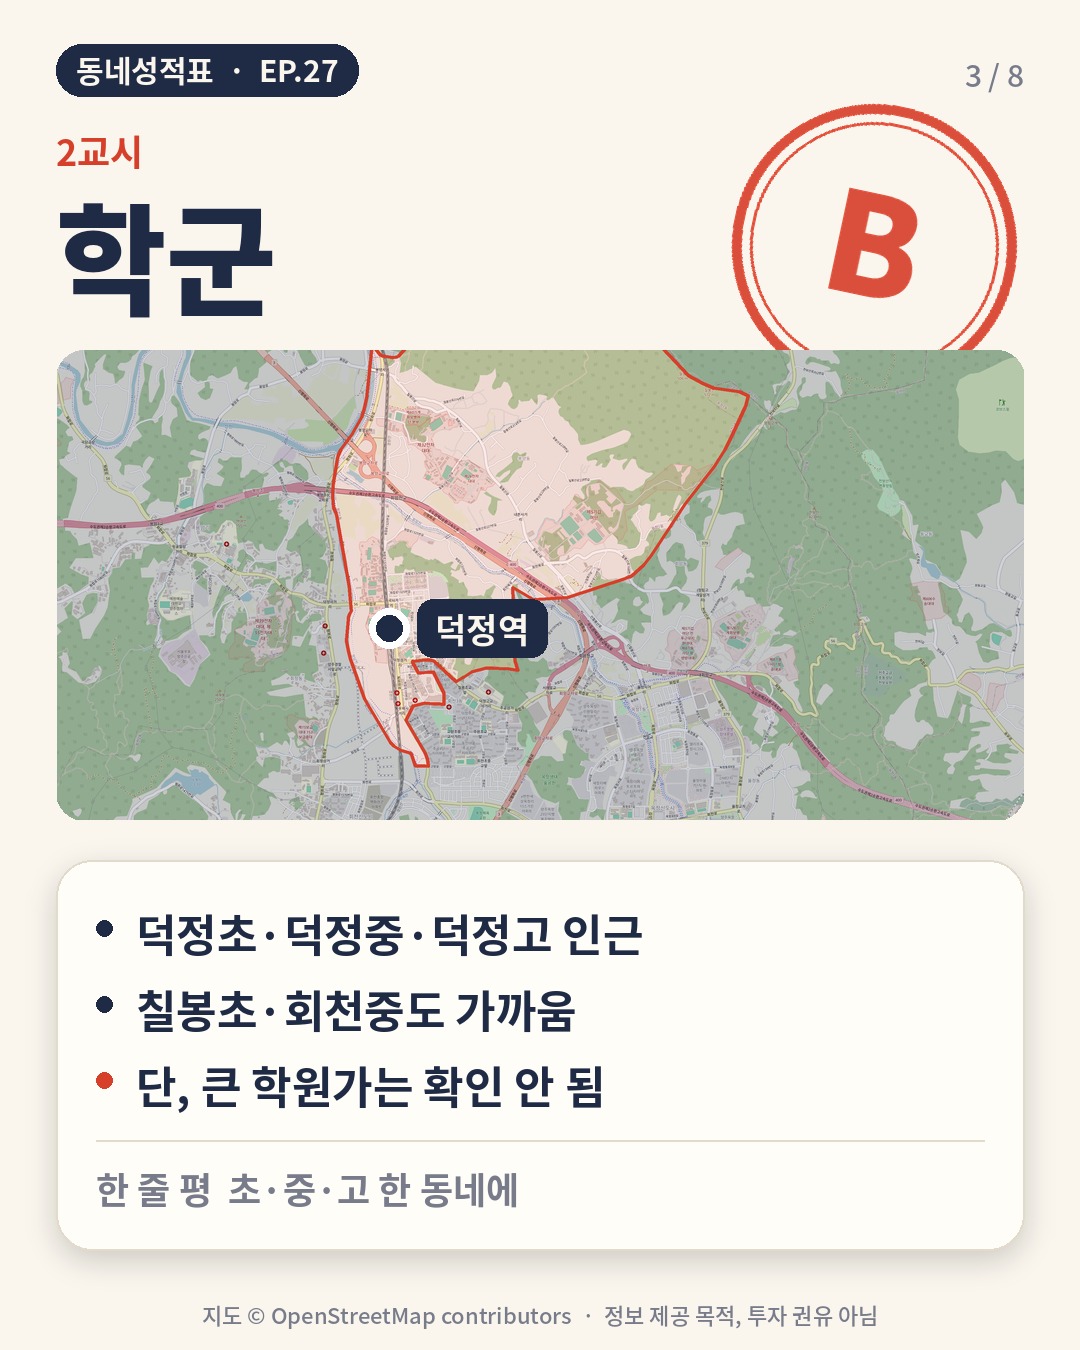 동네성적표 · EP.27
3 / 8
2교시
학군
B
덕정역
덕정초·덕정중·덕정고 인근
칠봉초·회천중도 가까움
단, 큰 학원가는 확인 안 됨
한 줄 평 초·중·고 한 동네에
지도 © OpenStreetMap contributors · 정보 제공 목적, 투자 권유 아님